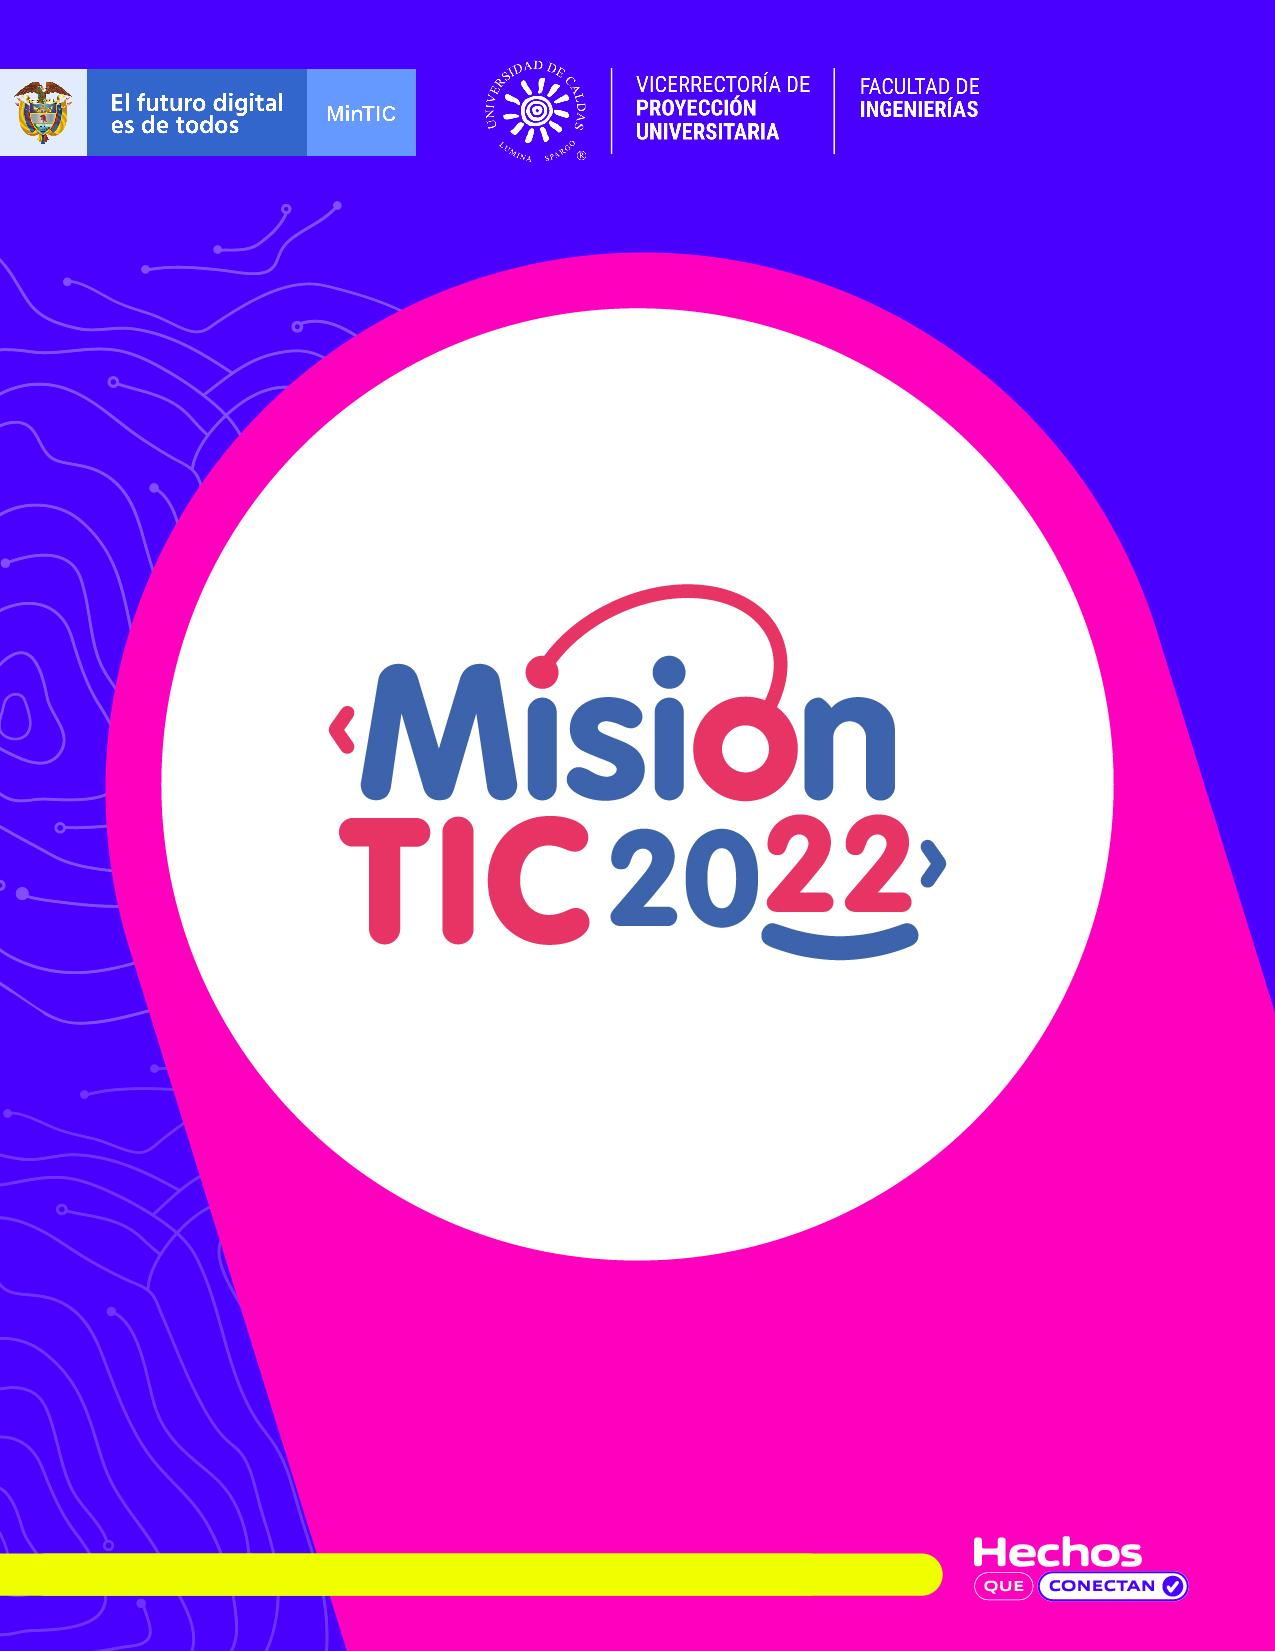 El futuro digital
es de todos
MinTIC
UNIVERSIDAD DE CALDAS
LUMINA SPARGO
®
VICERRECTORÍA DE
PROYECCIÓN
UNIVERSITARIA
FACULTAD DE
INGENIERÍAS
‹Mision
TIC 2022›
Hechos
QUE CONECTAN